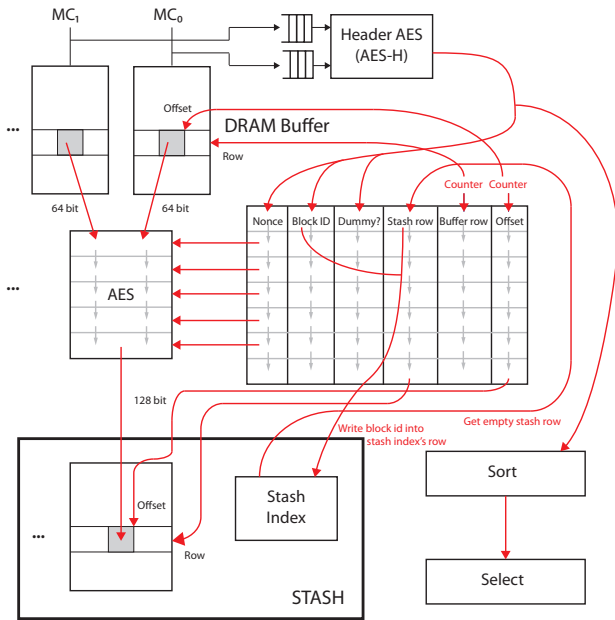 MC₁
MC₀
Header AES
(AES-H)
Offset
DRAM Buffer
...
Row
Counter
Counter
64 bit
64 bit
Nonce
Block ID
Dummy?
Stash row
Buffer row
Offset
...
AES
128 bit
Write block id into
stash index's row
Get empty stash row
Sort
Stash
Index
Offset
...
Row
Select
STASH